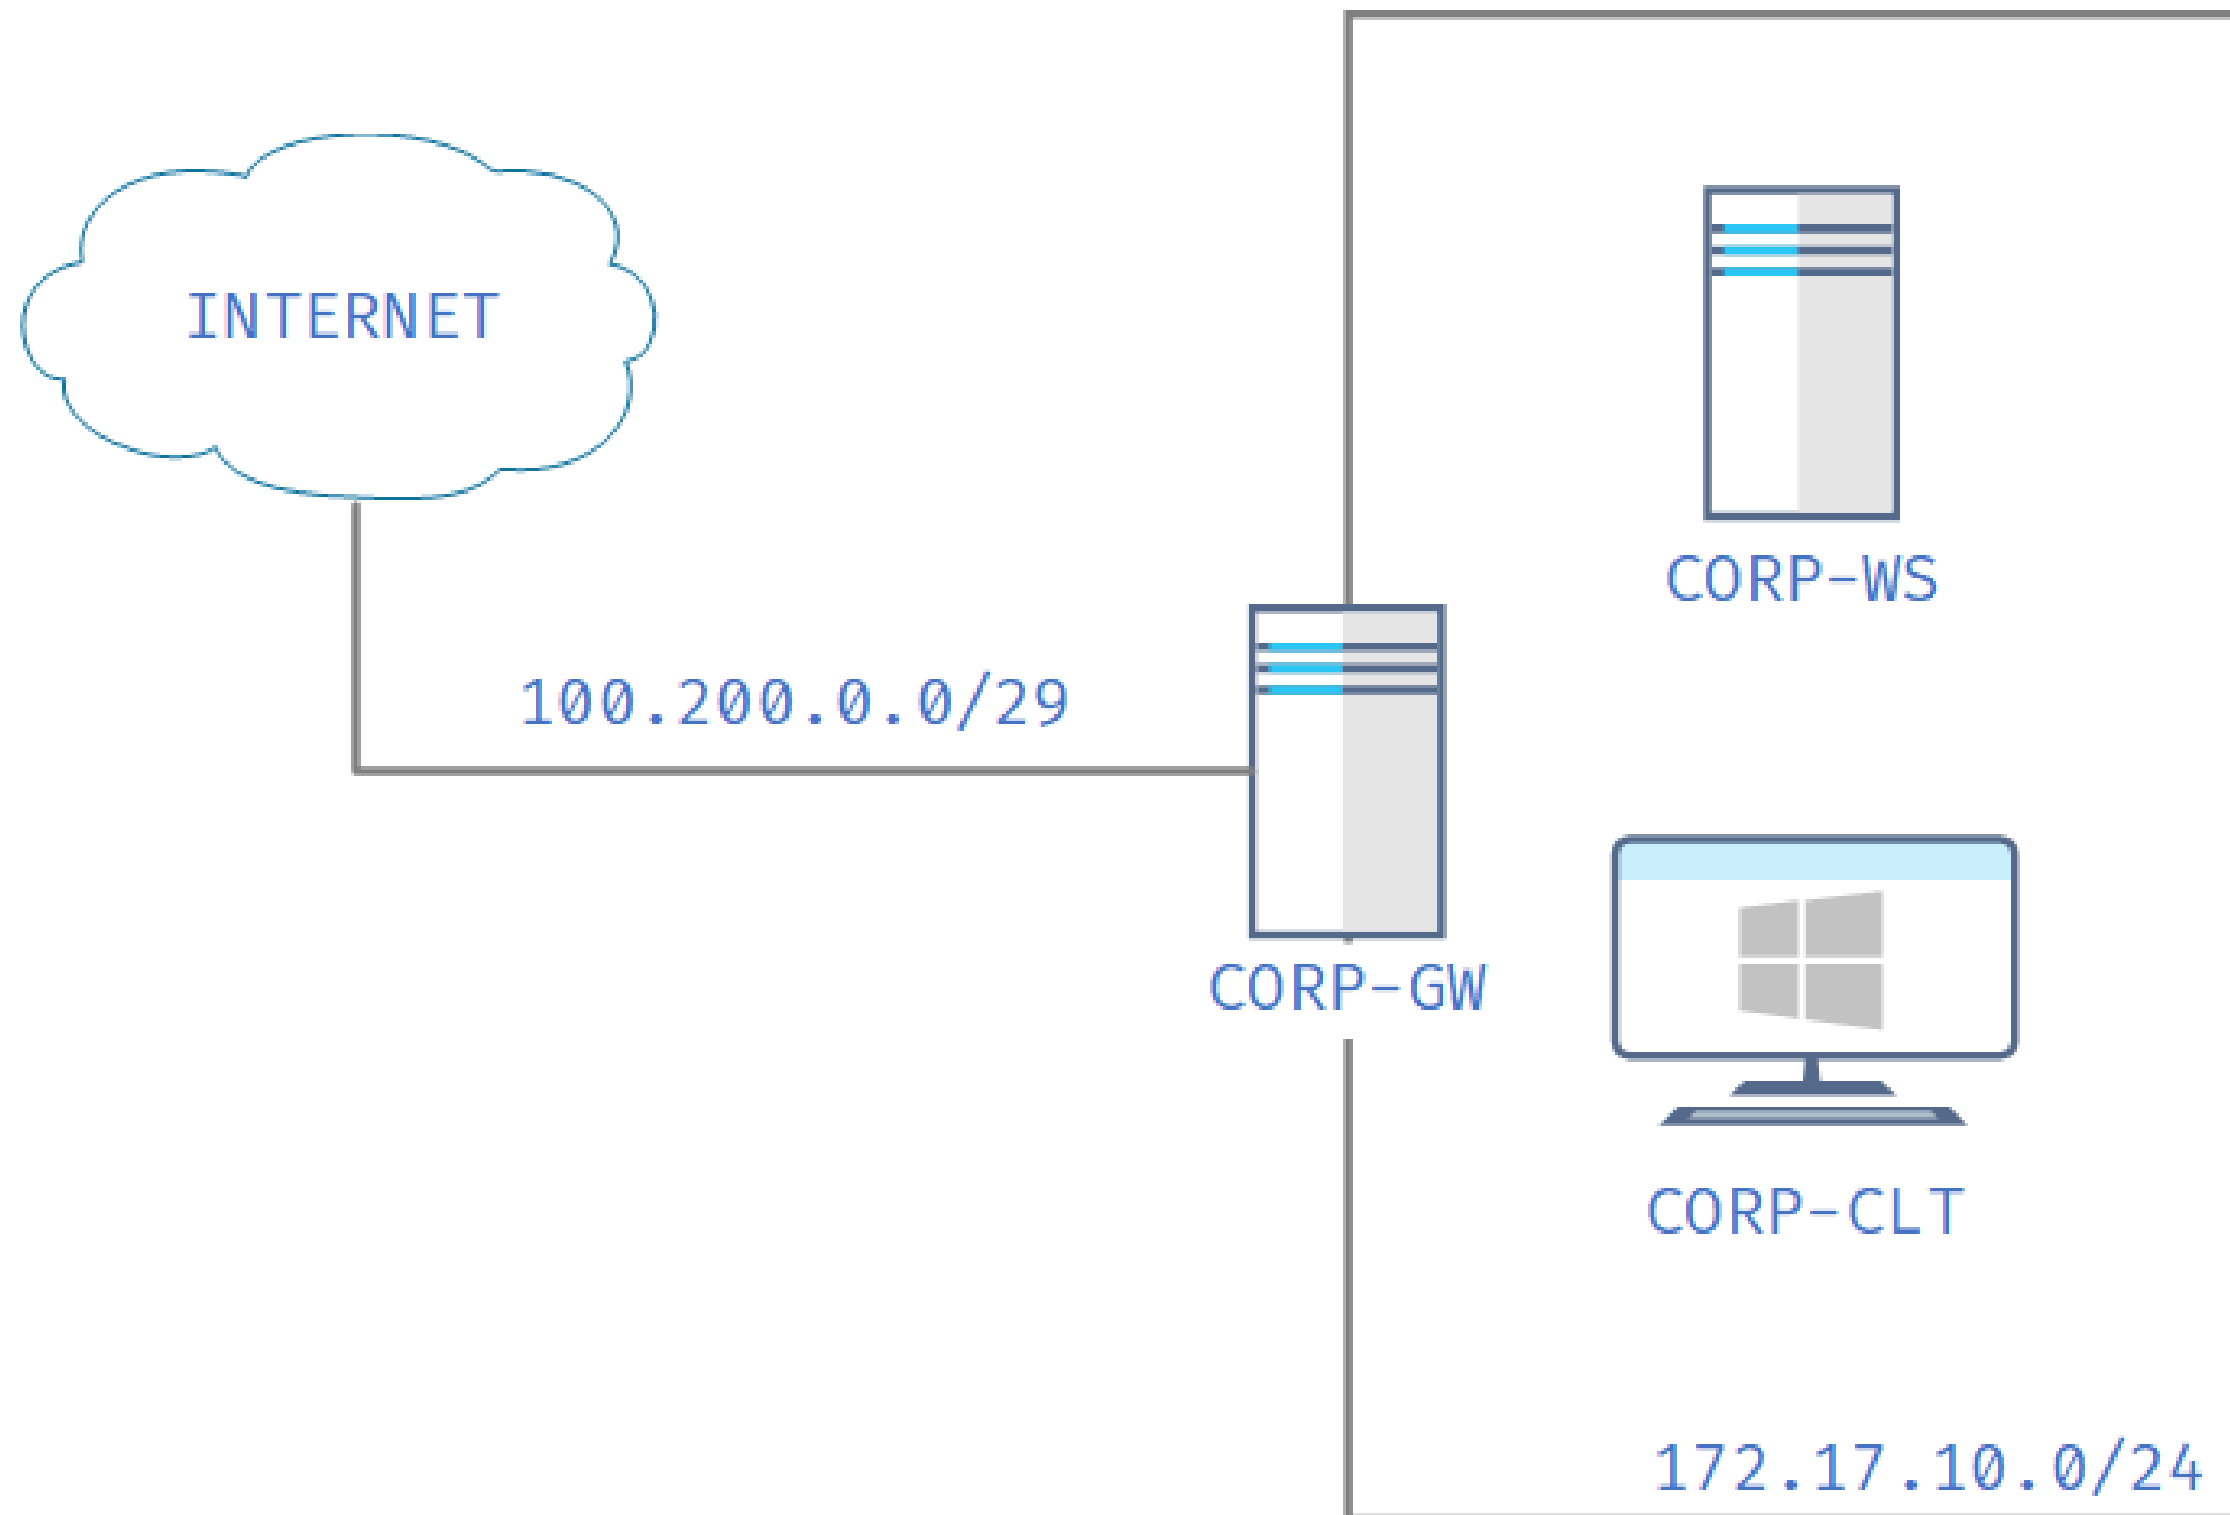 INTERNET
CORP-WS
100.200.0.0/29
CORP-GW
CORP-CLT
172.17.10.0/24